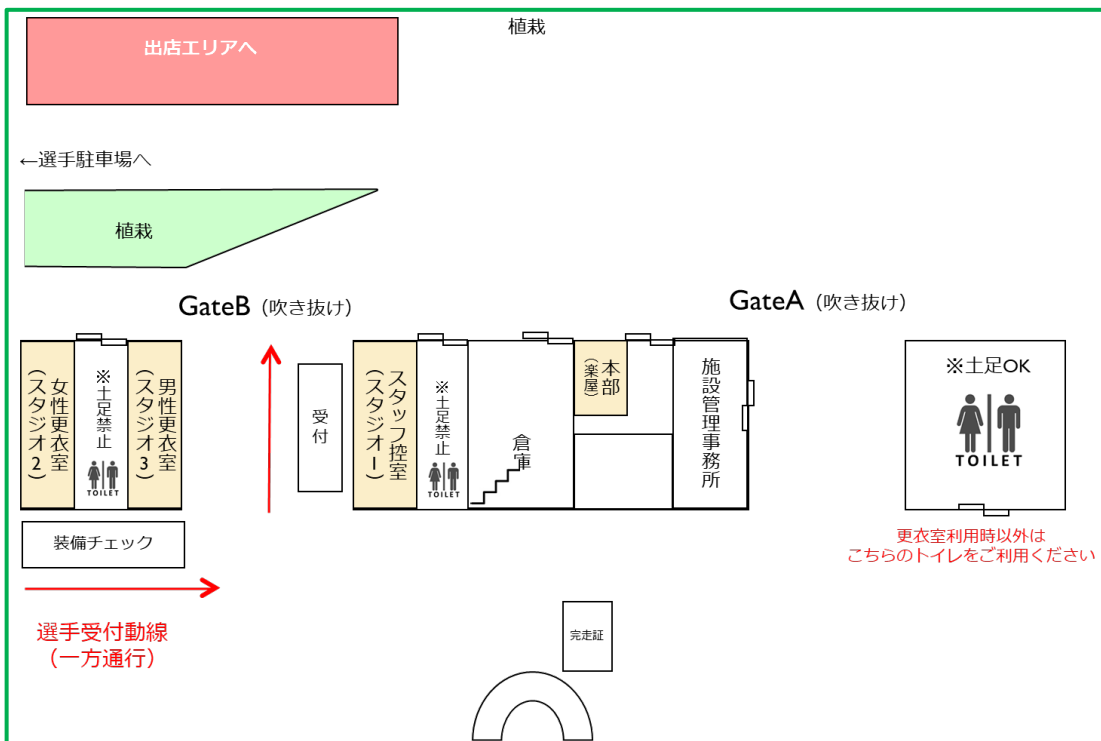 植栽
出店エリアへ
←選手駐車場へ
植栽
GateB（吹き抜け）
GateA（吹き抜け）
女性更衣室
（スタジオ2）
※土足禁止
TOILET
男性更衣室
（スタジオ3）
受付
スタッフ控室
（スタジオ1）
※土足禁止
TOILET
倉庫
本部
（楽屋）
施設管理事務所
※土足OK
TOILET
更衣室利用時以外は
こちらのトイレをご利用ください
装備チェック
選手受付動線
（一方通行）
完走証